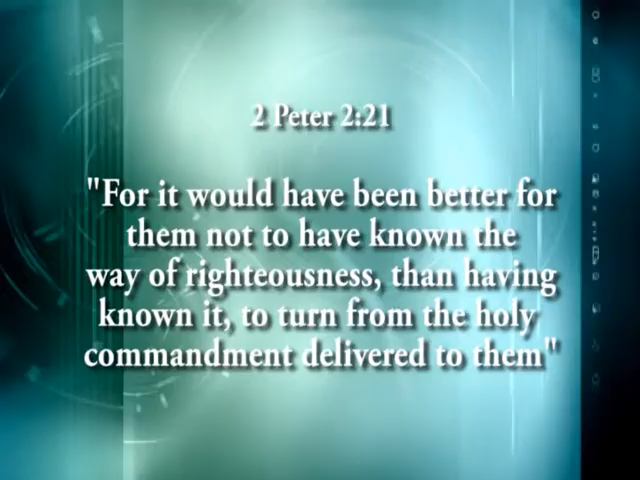 2 Peter 2:21
"For it would have been better for
them not to have known the
way of righteousness, than having
known it, to turn from the holy
commandment delivered to them"